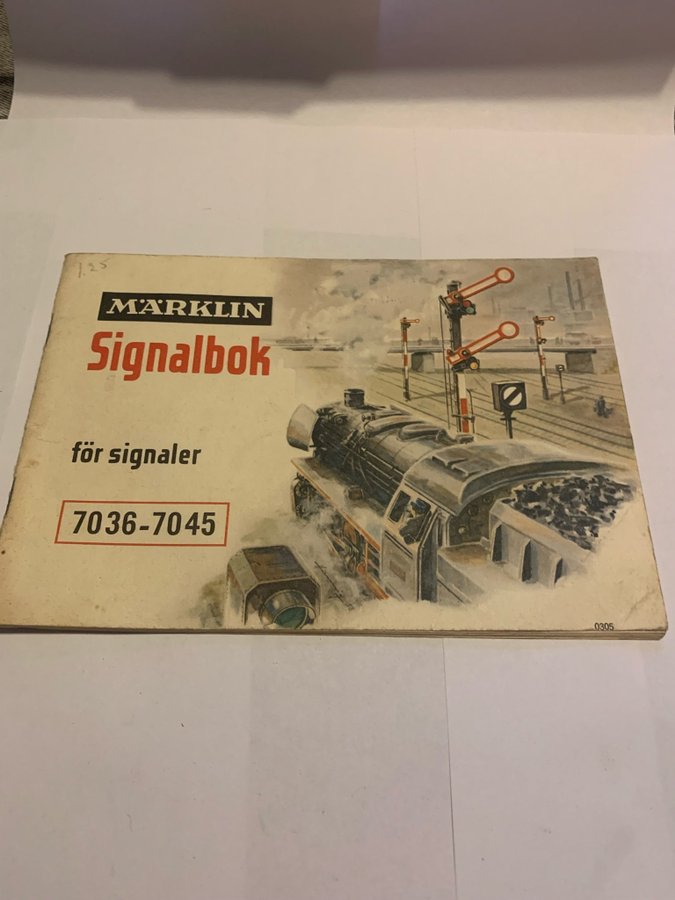 1.25
MÄRKLIN
Signalbok
för signaler
7036-7045
0305